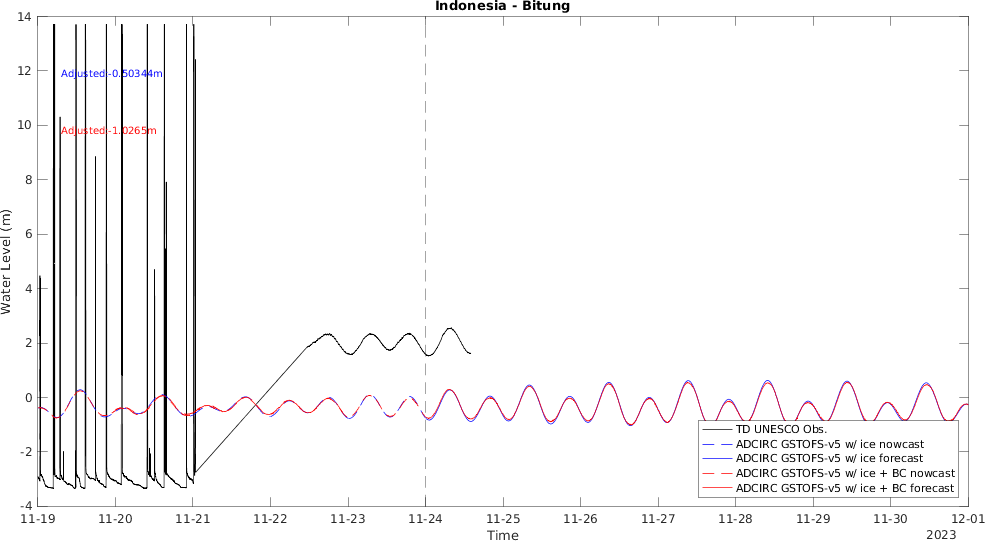 Indonesia - Bitung
14
12
10
8
6
4
2
0
-2
-4
Water Level (m)
Adjusted-0.50344m
Adjusted-1.0265m
TD UNESCO Obs.
ADCIRC GSTOFS-v5 w/ ice nowcast
ADCIRC GSTOFS-v5 w/ ice forecast
ADCIRC GSTOFS-v5 w/ ice + BC nowcast
ADCIRC GSTOFS-v5 w/ ice + BC forecast
11-19 11-20 11-21 11-22 11-23 11-24 11-25 11-26 11-27 11-28 11-29 11-30 12-01
Time
2023